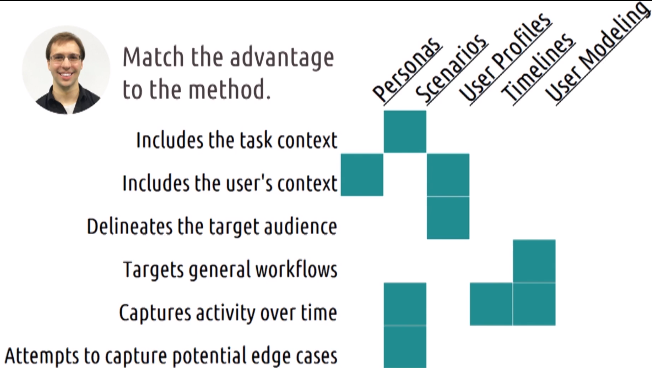 Match the advantage
to the method.
Personas
Scenarios
User Profiles
Timelines
User Modeling
Includes the task context
Includes the user's context
Delineates the target audience
Targets general workflows
Captures activity over time
Attempts to capture potential edge cases